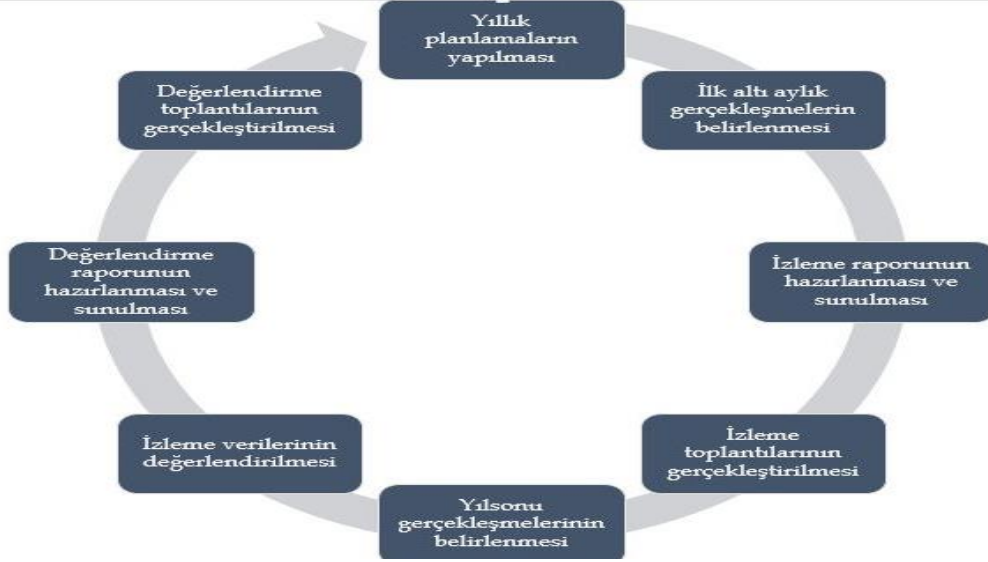 Yıllık
planlamaların
yapılması
İlk altı aylık
gerçekleşmelerin
belirlenmesi
İzleme raporunun
hazırlanması ve
sunulması
İzleme
toplantılarının
gerçekleştirilmesi
Yılsonu
gerçekleşmelerinin
belirlenmesi
İzleme verilerinin
değerlendirilmesi
Değerlendirme
raporunun
hazırlanması ve
sunulması
Değerlendirme
toplantılarının
gerçekleştirilmesi